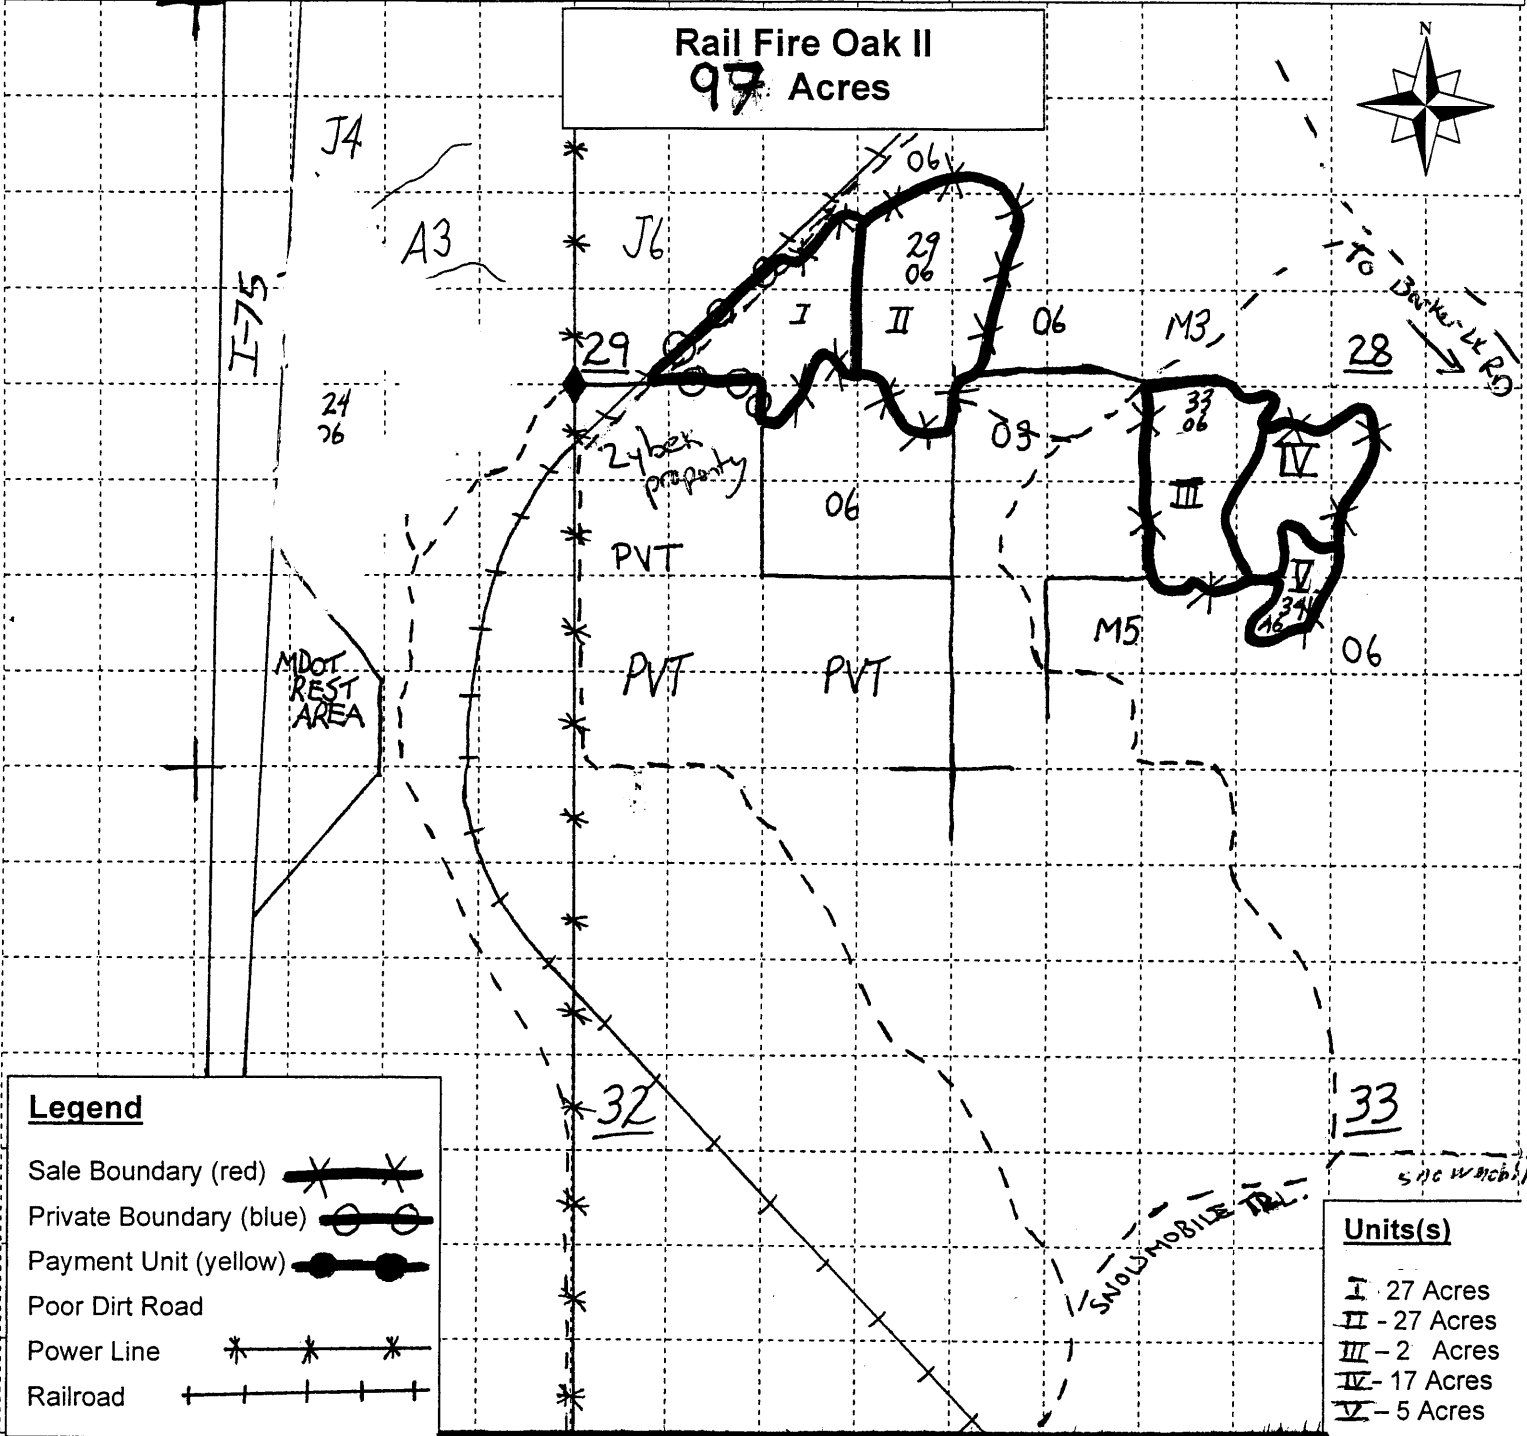 Rail Fire Oak II
97 Acres
N
J4
06
A3
J6
29
06
To Barker Lk RD
I-75
I
II
06
M3
29
28
24
06
33
06
03
Zybek
property
IV
III
06
PVT
V
34
A6
M5
06
MDOT
REST
AREA
PVT
PVT
32
33
SNOWMOBILE TRL.
Legend
Sale Boundary (red)
Private Boundary (blue)
Payment Unit (yellow)
Poor Dirt Road
Power Line
Railroad
Units(s)
I 27 Acres
II - 27 Acres
III – 2 Acres
IV - 17 Acres
V – 5 Acres